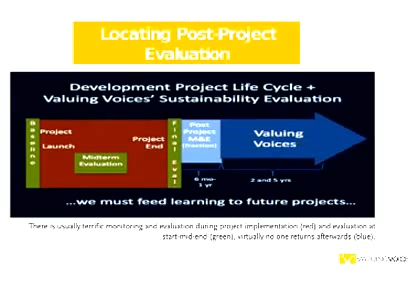 Locating Post-Project
Evaluation
Development Project Life Cycle +
Valuing Voices' Sustainability Evaluation
Baseline
Project
Launch
Midterm
Evaluation
Project
End
Final Eval
Post
Project
M&E
(fraction)
Valuing
Voices
6 mo-
1 yr
2 and 5 yrs
...we must feed learning to future projects...
There is usually terrific monitoring and evaluation during project implementation (red) and evaluation at
start-mid-end (green), virtually no one returns afterwards (blue).
VALUINGVOICES